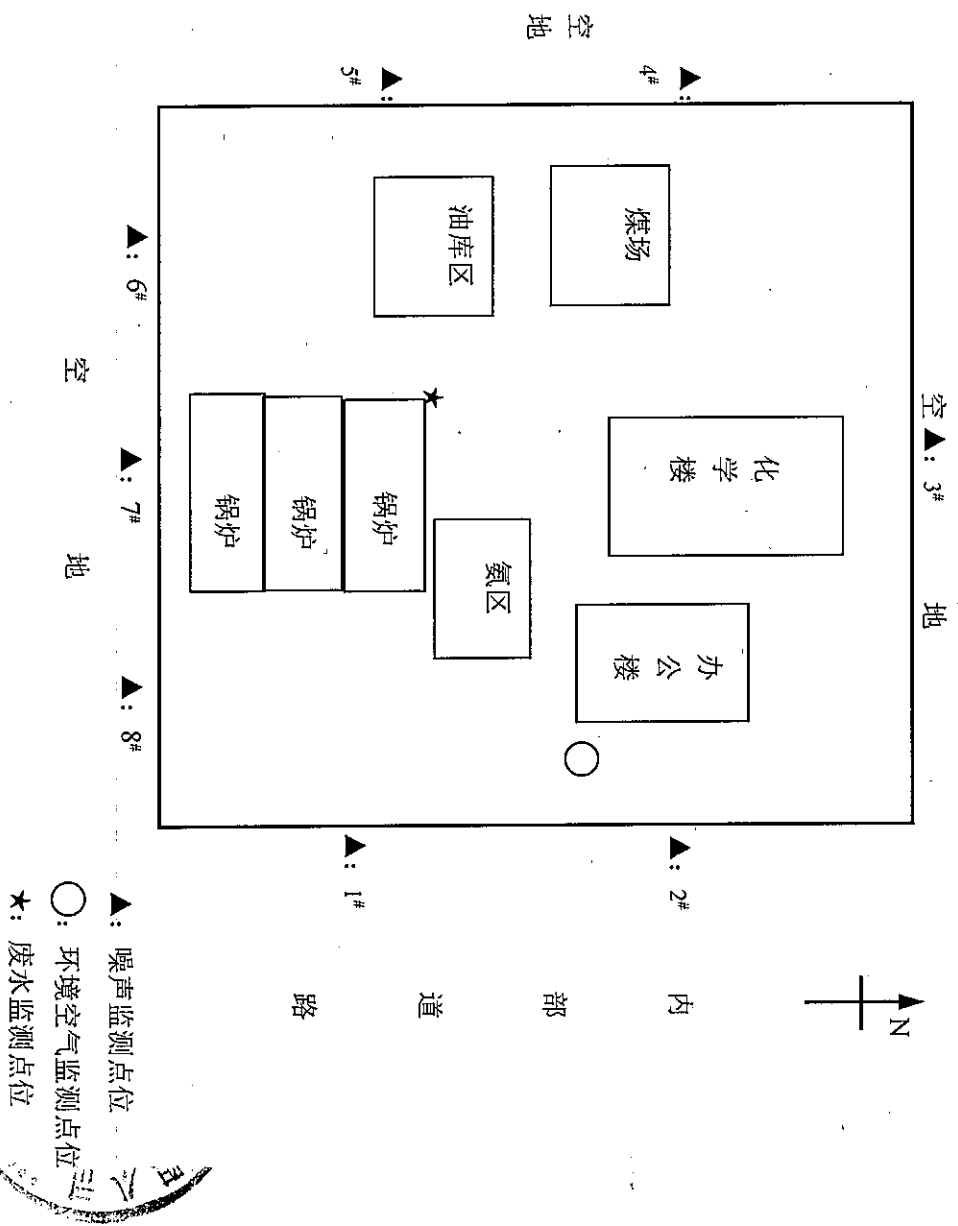 空 ▲: 3# 地
N
▲: 4#
▲: 5#
空地
煤场
油库区
化学楼
办公楼
氨区
锅炉
锅炉
锅炉
▲: 2#
▲: 1#
内部道路
▲: 6# ▲: 7# ▲: 8#
空 地
▲: 噪声监测点位
○: 环境空气监测点位
★: 废水监测点位